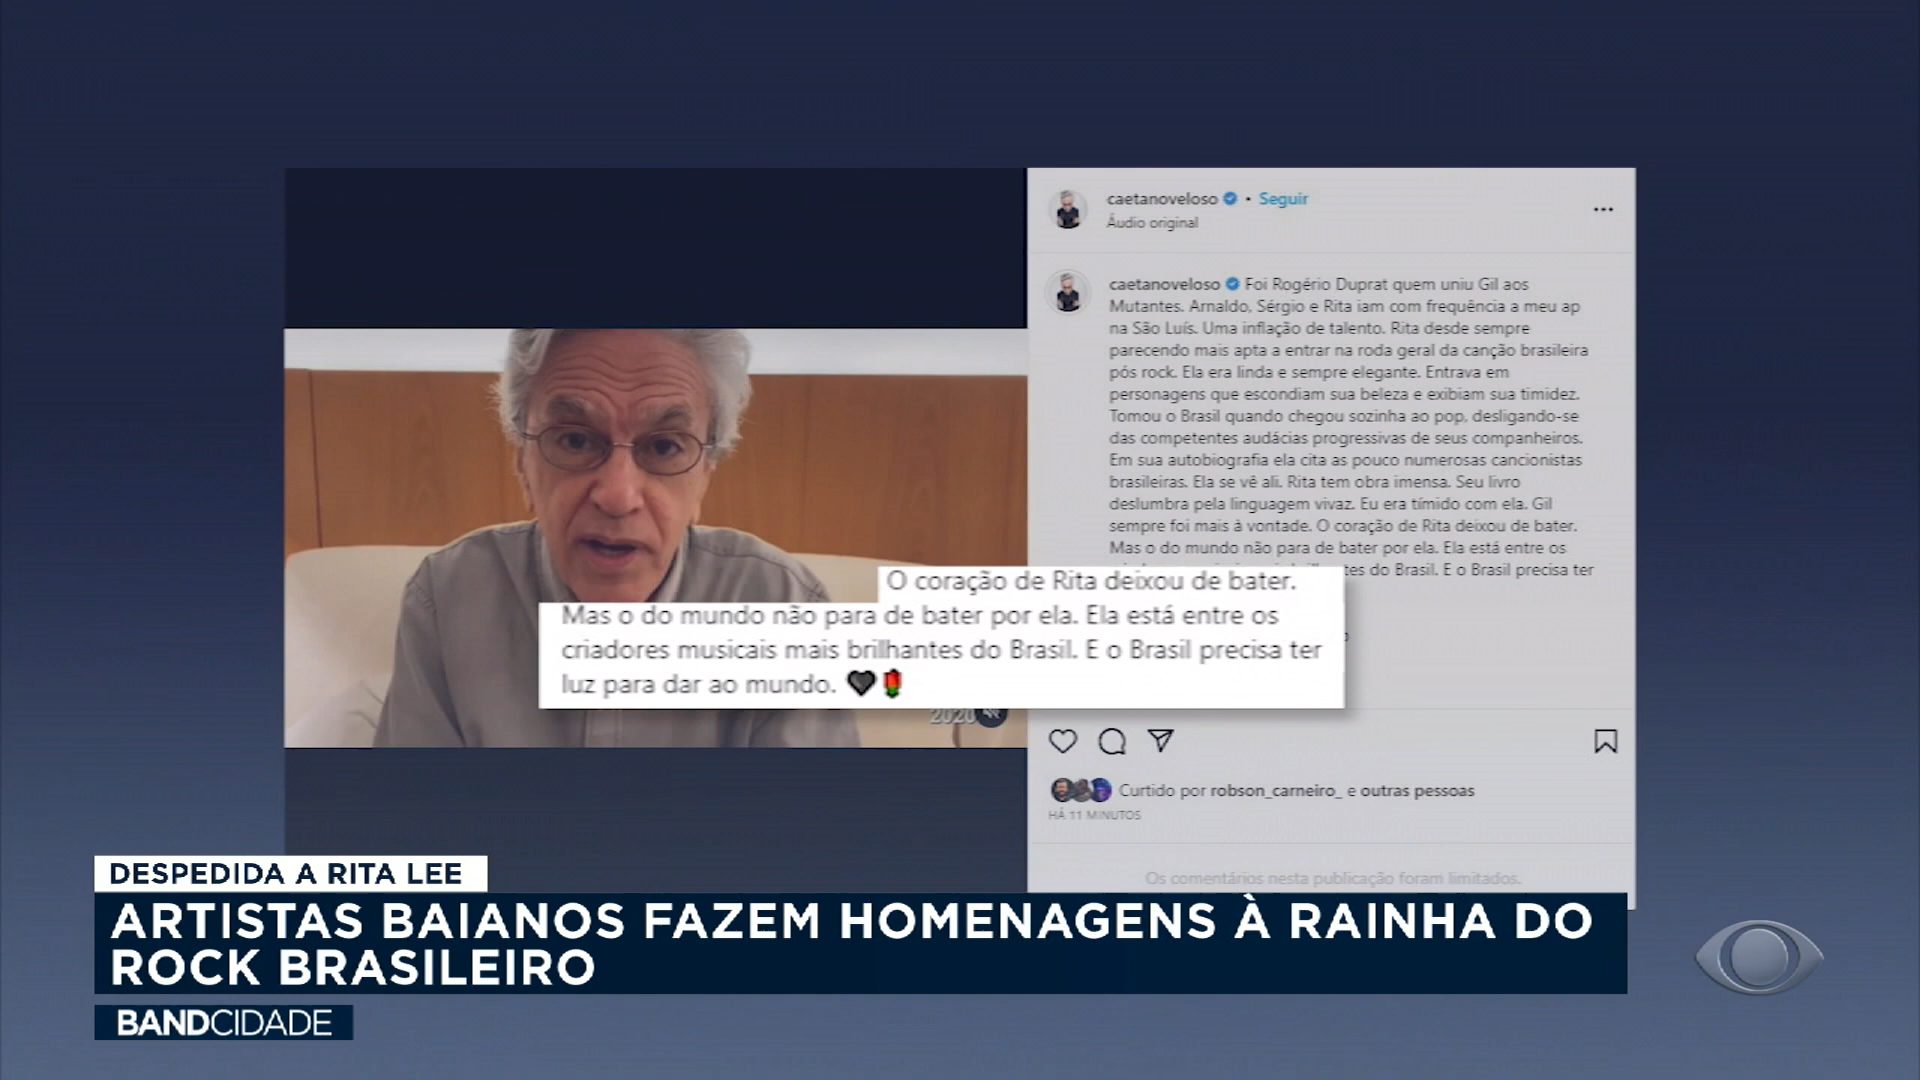 caetanoveloso • Seguir
Áudio original
...
caetanoveloso Foi Rogério Duprat quem uniu Gil aos
Mutantes. Arnaldo, Sérgio e Rita iam com frequência a meu ap
na São Luís. Uma inflação de talento. Rita desde sempre
parecendo mais apta a entrar na roda geral da canção brasileira
pós rock. Ela era linda e sempre elegante. Entrava em
personagens que escondiam sua beleza e exibiam sua timidez.
Tomou o Brasil quando chegou sozinha ao pop, desligando-se
das competentes audácias progressivas de seus companheiros.
Em sua autobiografia ela cita as pouco numerosas cancionistas
brasileiras. Ela se vê ali. Rita tem obra imensa. Seu livro
deslumbra pela linguagem vivaz. Eu era tímido com ela. Gil
sempre foi mais à vontade. O coração de Rita deixou de bater.
Mas o do mundo não para de bater por ela. Ela está entre os
do Brasil. E o Brasil precisa ter
O coração de Rita deixou de bater.
Mas o do mundo não para de bater por ela. Ela está entre os
criadores musicais mais brilhantes do Brasil. E o Brasil precisa ter
luz para dar ao mundo. 🖤🌹
2020
Curtido por robson_carneiro_ e outras pessoas
HÁ 11 MINUTOS
Os comentários nesta publicação foram limitados.
DESPEDIDA A RITA LEE
ARTISTAS BAIANOS FAZEM HOMENAGENS À RAINHA DO
ROCK BRASILEIRO
BANDCIDADE